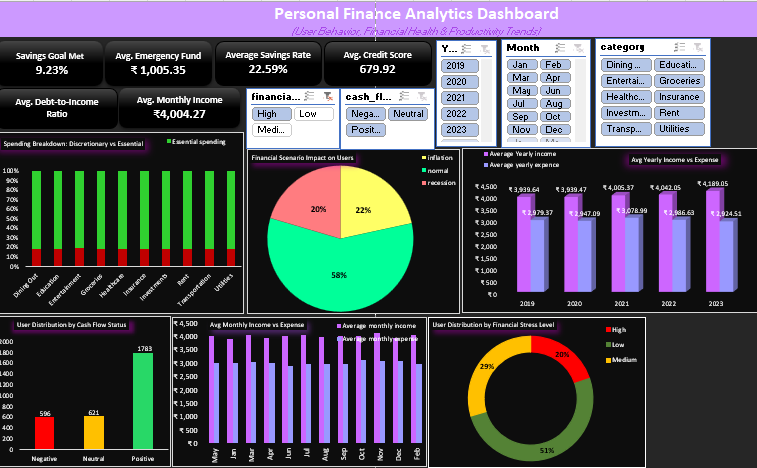 Personal Finance Analytics Dashboard
(User Behavior, Financial Health & Productivity Trends)
Savings Goal Met
9.23%
Avg. Emergency Fund
₹ 1,005.35
Average Savings Rate
22.59%
Avg. Credit Score
679.92
Avg. Debt-to-Income
Ratio
Avg. Monthly Income
₹4,004.27
Y...
2019
2020
2021
2022
2023
Month
Jan Feb
Mar Apr
May Jun
Jul Aug
Sep Oct
Nov Dec
category
Dining ... Educati...
Entertai... Groceries
Healthc... Insurance
Investm... Rent
Transp... Utilities
financia...
High Low
Medi...
cash_fl...
Nega... Neutral
Posit...
Spending Breakdown: Discretionary vs Essential
Essential spending
100%
90%
80%
70%
60%
50%
40%
30%
20%
10%
0%
Dining Out
Education
Entertainment
Groceries
Healthcare
Insurance
Investments
Rent
Transportation
Utilities
Financial Scenario Impact on Users
inflation
normal
recession
20%
22%
58%
Average Yearly income
Average yearly expence
Avg Yearly Income vs Expense
₹ 4,500
₹ 4,000
₹ 3,500
₹ 3,000
₹ 2,500
₹ 2,000
₹ 1,500
₹ 1,000
₹ 500
₹ 0
₹ 3,939.64
₹ 2,979.37
₹ 3,939.47
₹ 2,947.09
₹ 4,005.37
₹ 3,078.99
₹ 4,042.05
₹ 2,986.63
₹ 4,189.05
₹ 2,924.51
2019 2020 2021 2022 2023
User Distribution by Cash Flow Status
2000
1800
1600
1400
1200
1000
800
600
400
200
0
596
621
1783
Negative Neutral Positive
Avg Monthly Income vs Expense
Average monthly income
Average monthly expense
₹ 4,500
₹ 4,000
₹ 3,500
₹ 3,000
₹ 2,500
₹ 2,000
₹ 1,500
₹ 1,000
₹ 500
₹ 0
May
Jan
Mar
Apr
Jun
Jul
Aug
Sep
Oct
Nov
Dec
Feb
User Distribution by Financial Stress Level
High
Low
Medium
20%
29%
51%